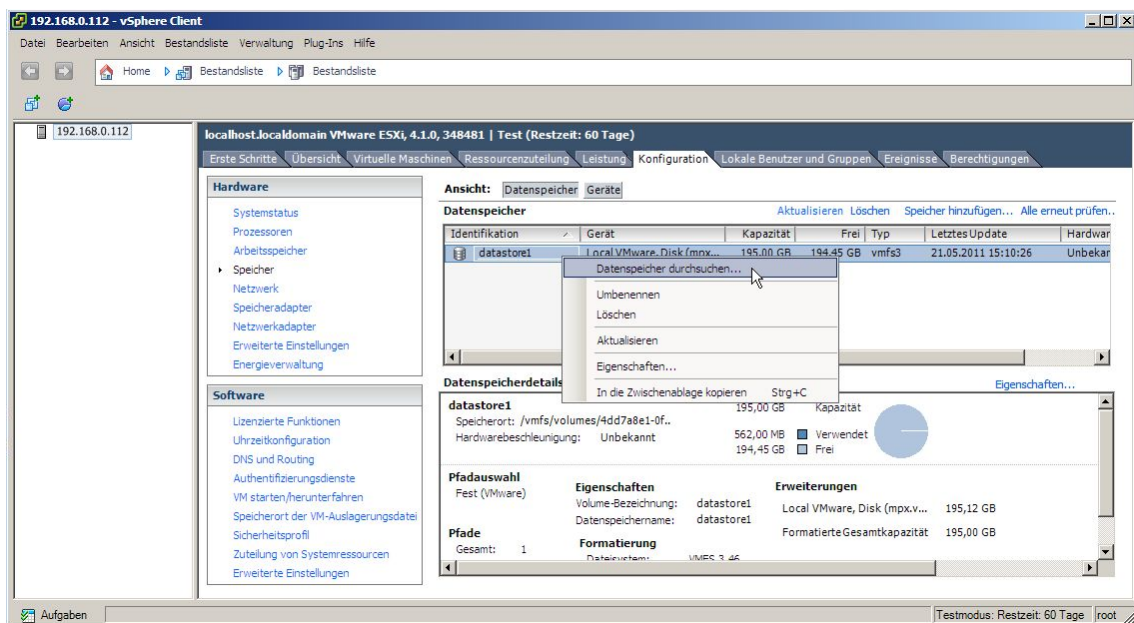 192.168.0.112 - vSphere Client
Datei Bearbeiten Ansicht Bestandsliste Verwaltung Plug-Ins Hilfe
Home Bestandsliste Bestandsliste
192.168.0.112
localhost.localdomain VMware ESXi, 4.1.0, 348481 | Test (Restzeit: 60 Tage)
Erste Schritte Übersicht Virtuelle Maschinen Ressourcenzuteilung Leistung Konfiguration Lokale Benutzer und Gruppen Ereignisse Berechtigungen
Hardware
Systemstatus
Prozessoren
Arbeitsspeicher
Speicher
Netzwerk
Speicheradapter
Netzwerkadapter
Erweiterte Einstellungen
Energieverwaltung
Software
Lizenzierte Funktionen
Uhrzeitkonfiguration
DNS und Routing
Authentifizierungsdienste
VM starten/herunterfahren
Speicherort der VM-Auslagerungsdatei
Sicherheitsprofil
Zuteilung von Systemressourcen
Erweiterte Einstellungen
Ansicht: Datenspeicher Geräte
Datenspeicher Aktualisieren Löschen Speicher hinzufügen... Alle erneut prüfen..
Identifikation Gerät Kapazität Frei Typ Letztes Update Hardwar
datastore1 Local VMware, Disk (mpx... 195,00 GB 194,45 GB vmfs3 21.05.2011 15:10:26 Unbekar
Datenspeicher durchsuchen...
Umbenennen
Löschen
Aktualisieren
Eigenschaften...
In die Zwischenablage kopieren Strg+C
Datenspeicherdetails Eigenschaften...
datastore1 195,00 GB Kapazität
Speicherort: /vmfs/volumes/4dd7a8e1-0f..
Hardwarebeschleunigung: Unbekannt
562,00 MB Verwendet
194,45 GB Frei
Pfadauswahl
Fest (VMware)
Pfade
Gesamt: 1
Eigenschaften
Volume-Bezeichnung: datastore1
Datenspeichername: datastore1
Formatierung
Dateisystem: VMFS 3.46
Erweiterungen
Local VMware, Disk (mpx.v... 195,12 GB
Formatierte Gesamtkapazität 195,00 GB
Aufgaben
Testmodus: Restzeit: 60 Tage root